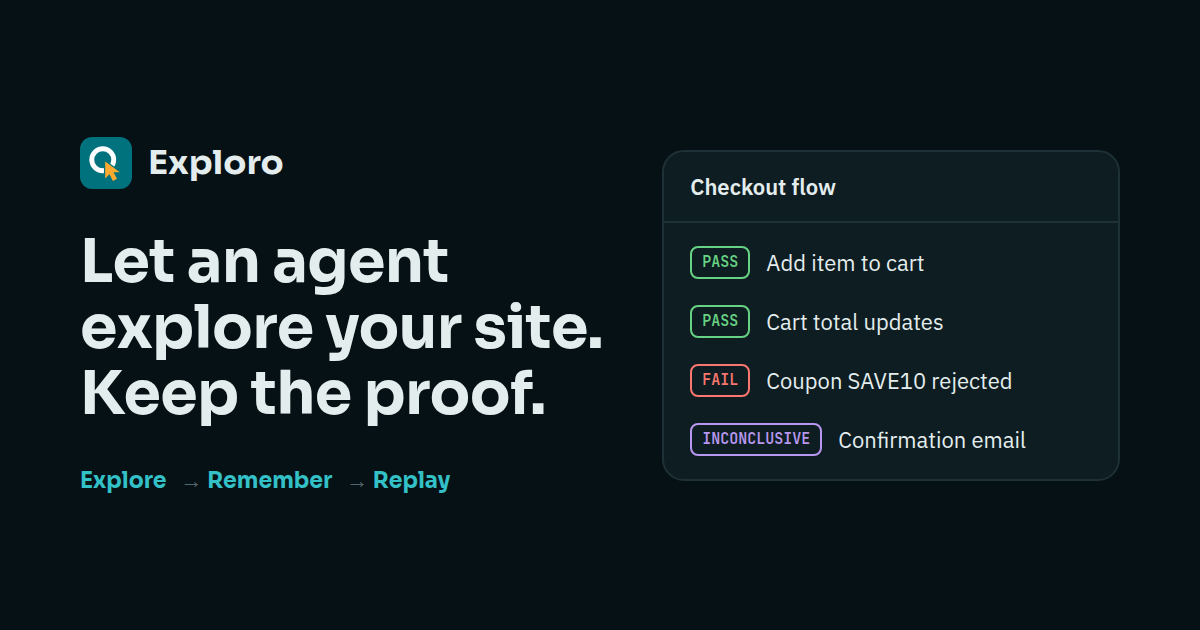 Exploro
Let an agent
explore your site.
Keep the proof.
Explore → Remember → Replay
Checkout flow
PASS Add item to cart
PASS Cart total updates
FAIL Coupon SAVE10 rejected
INCONCLUSIVE Confirmation email